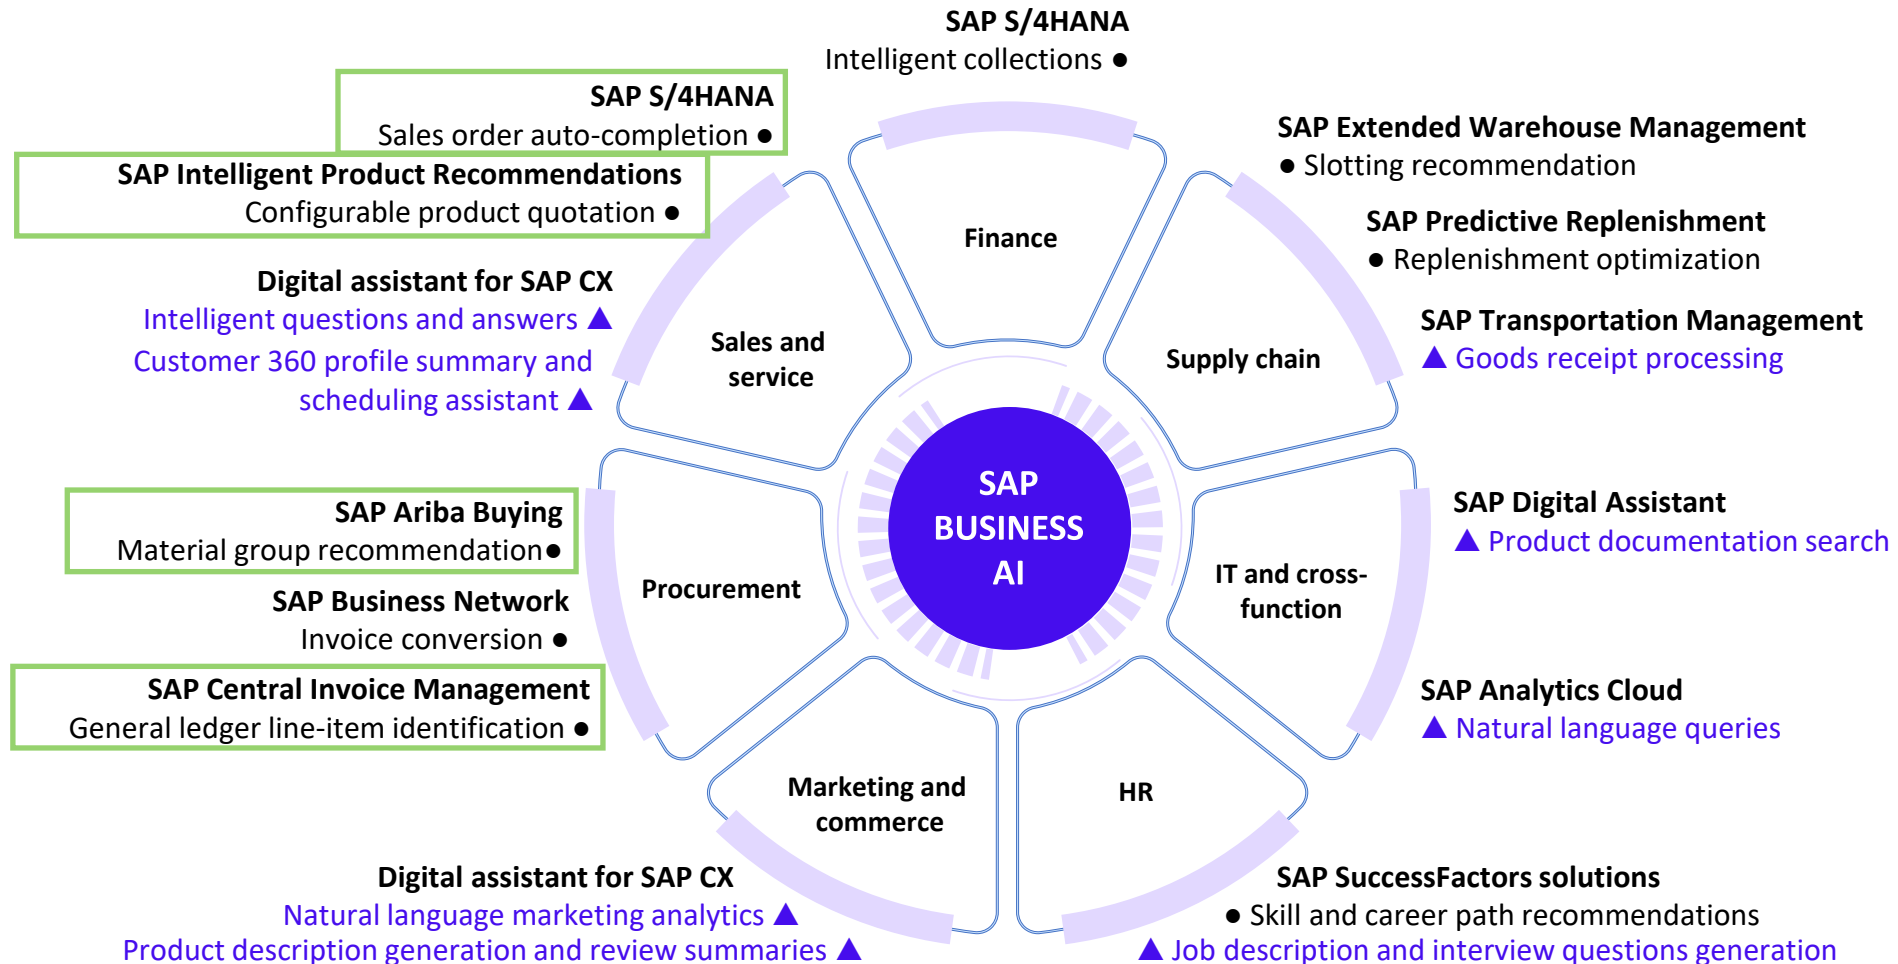 SAP S/4HANA
Intelligent collections ●
SAP S/4HANA
Sales order auto-completion ●
SAP Intelligent Product Recommendations
Configurable product quotation ●
Digital assistant for SAP CX
Intelligent questions and answers ▲
Customer 360 profile summary and
scheduling assistant ▲
SAP Ariba Buying
Material group recommendation●
SAP Business Network
Invoice conversion ●
SAP Central Invoice Management
General ledger line-item identification ●
Digital assistant for SAP CX
Natural language marketing analytics ▲
Product description generation and review summaries ▲
Finance
Sales and
service
Supply chain
Procurement
SAP
BUSINESS
AI
IT and cross-
function
Marketing and
commerce
HR
SAP Extended Warehouse Management
● Slotting recommendation
SAP Predictive Replenishment
● Replenishment optimization
SAP Transportation Management
▲ Goods receipt processing
SAP Digital Assistant
▲ Product documentation search
SAP Analytics Cloud
▲ Natural language queries
SAP SuccessFactors solutions
● Skill and career path recommendations
▲ Job description and interview questions generation